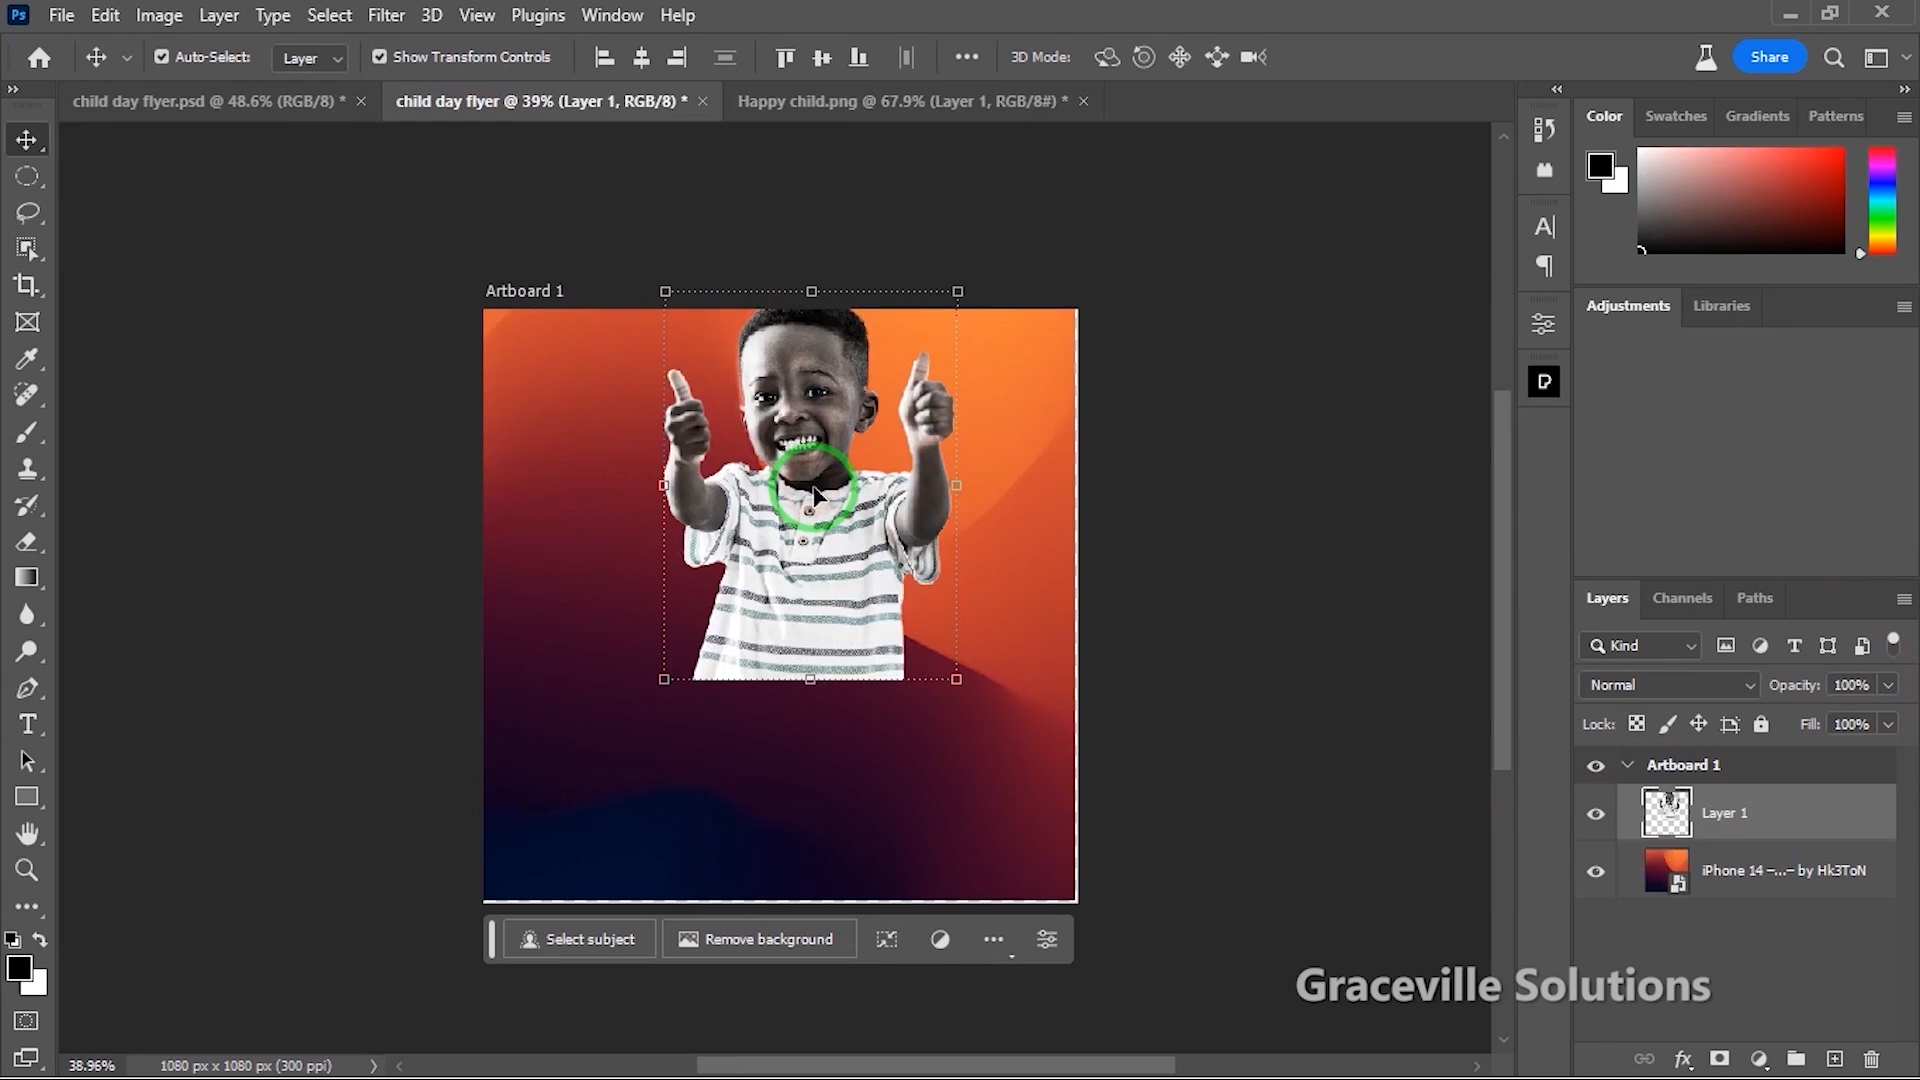 Ps File Edit Image Layer Type Select Filter 3D View Plugins Window Help
Auto-Select: Layer Show Transform Controls 3D Mode: Share
child day flyer.psd @ 48.6% (RGB/8) * child day flyer @ 39% (Layer 1, RGB/8) * Happy child.png @ 67.9% (Layer 1, RGB/8#) *
Color Swatches Gradients Patterns
Adjustments Libraries
Artboard 1
Layers Channels Paths
Kind
Normal Opacity: 100%
Lock: Fill: 100%
Artboard 1
Layer 1
iPhone 14 –...– by Hk3ToN
Select subject Remove background
Graceville Solutions
38.96% 1080 px x 1080 px (300 ppi)